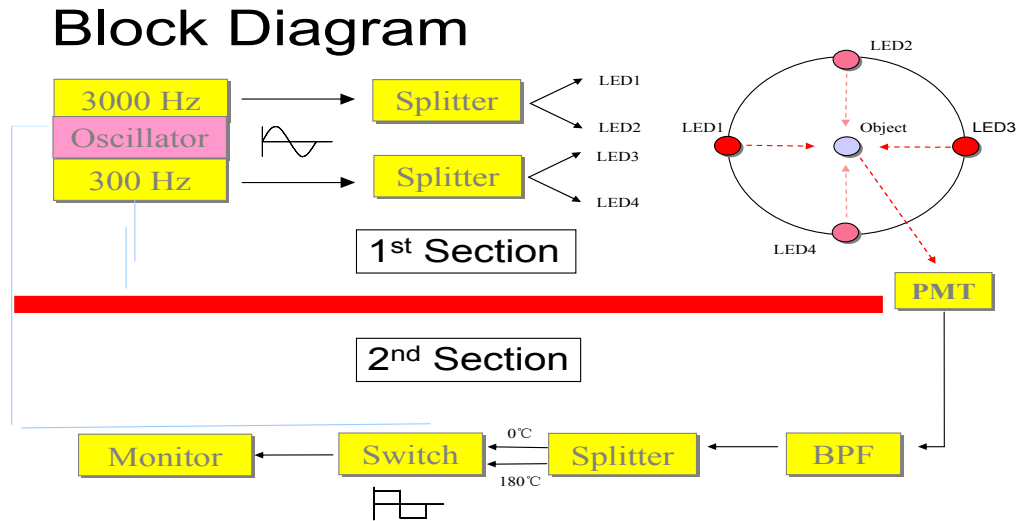 Block Diagram
3000 Hz
Oscillator
300 Hz
Splitter
Splitter
LED1
LED2
LED3
LED4
LED2
LED1
Object
LED3
LED4
1st Section
PMT
2nd Section
Monitor
Switch
0℃
180℃
Splitter
BPF